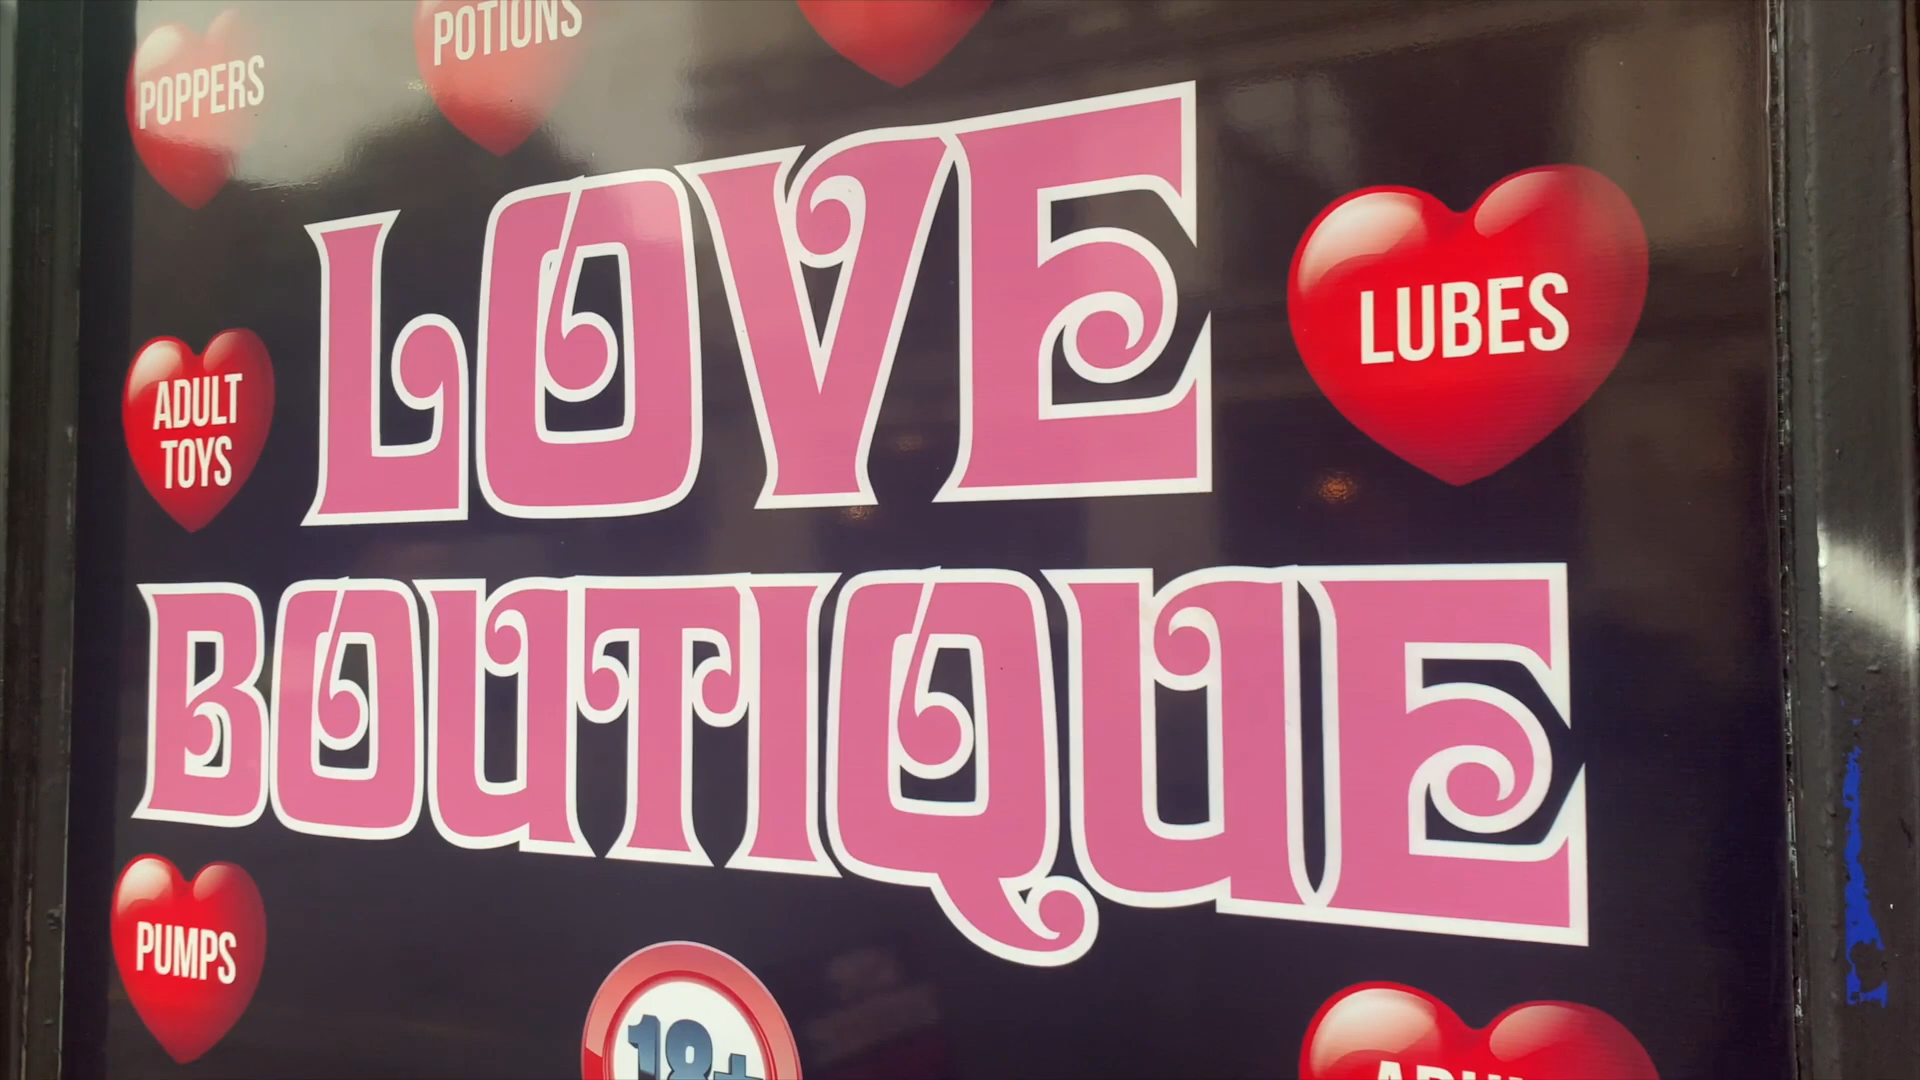 POTIONS
POPPERS
LOVE
LUBES
ADULT
TOYS
BOUTIQUE
PUMPS
18+